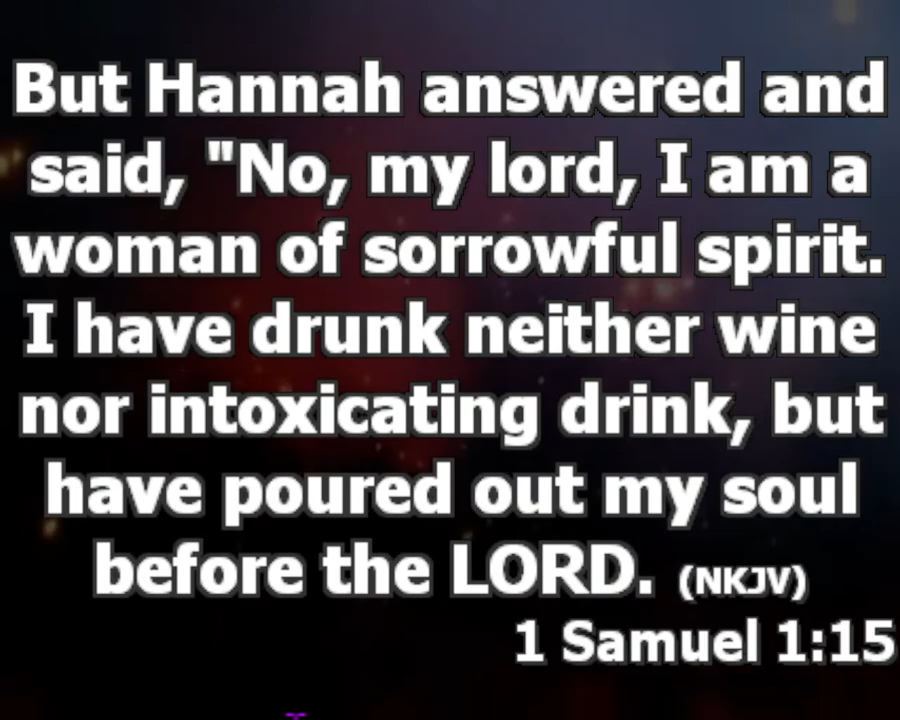 But Hannah answered and
said, "No, my lord, I am a
woman of sorrowful spirit.
I have drunk neither wine
nor intoxicating drink, but
have poured out my soul
before the LORD. (NKJV)
1 Samuel 1:15